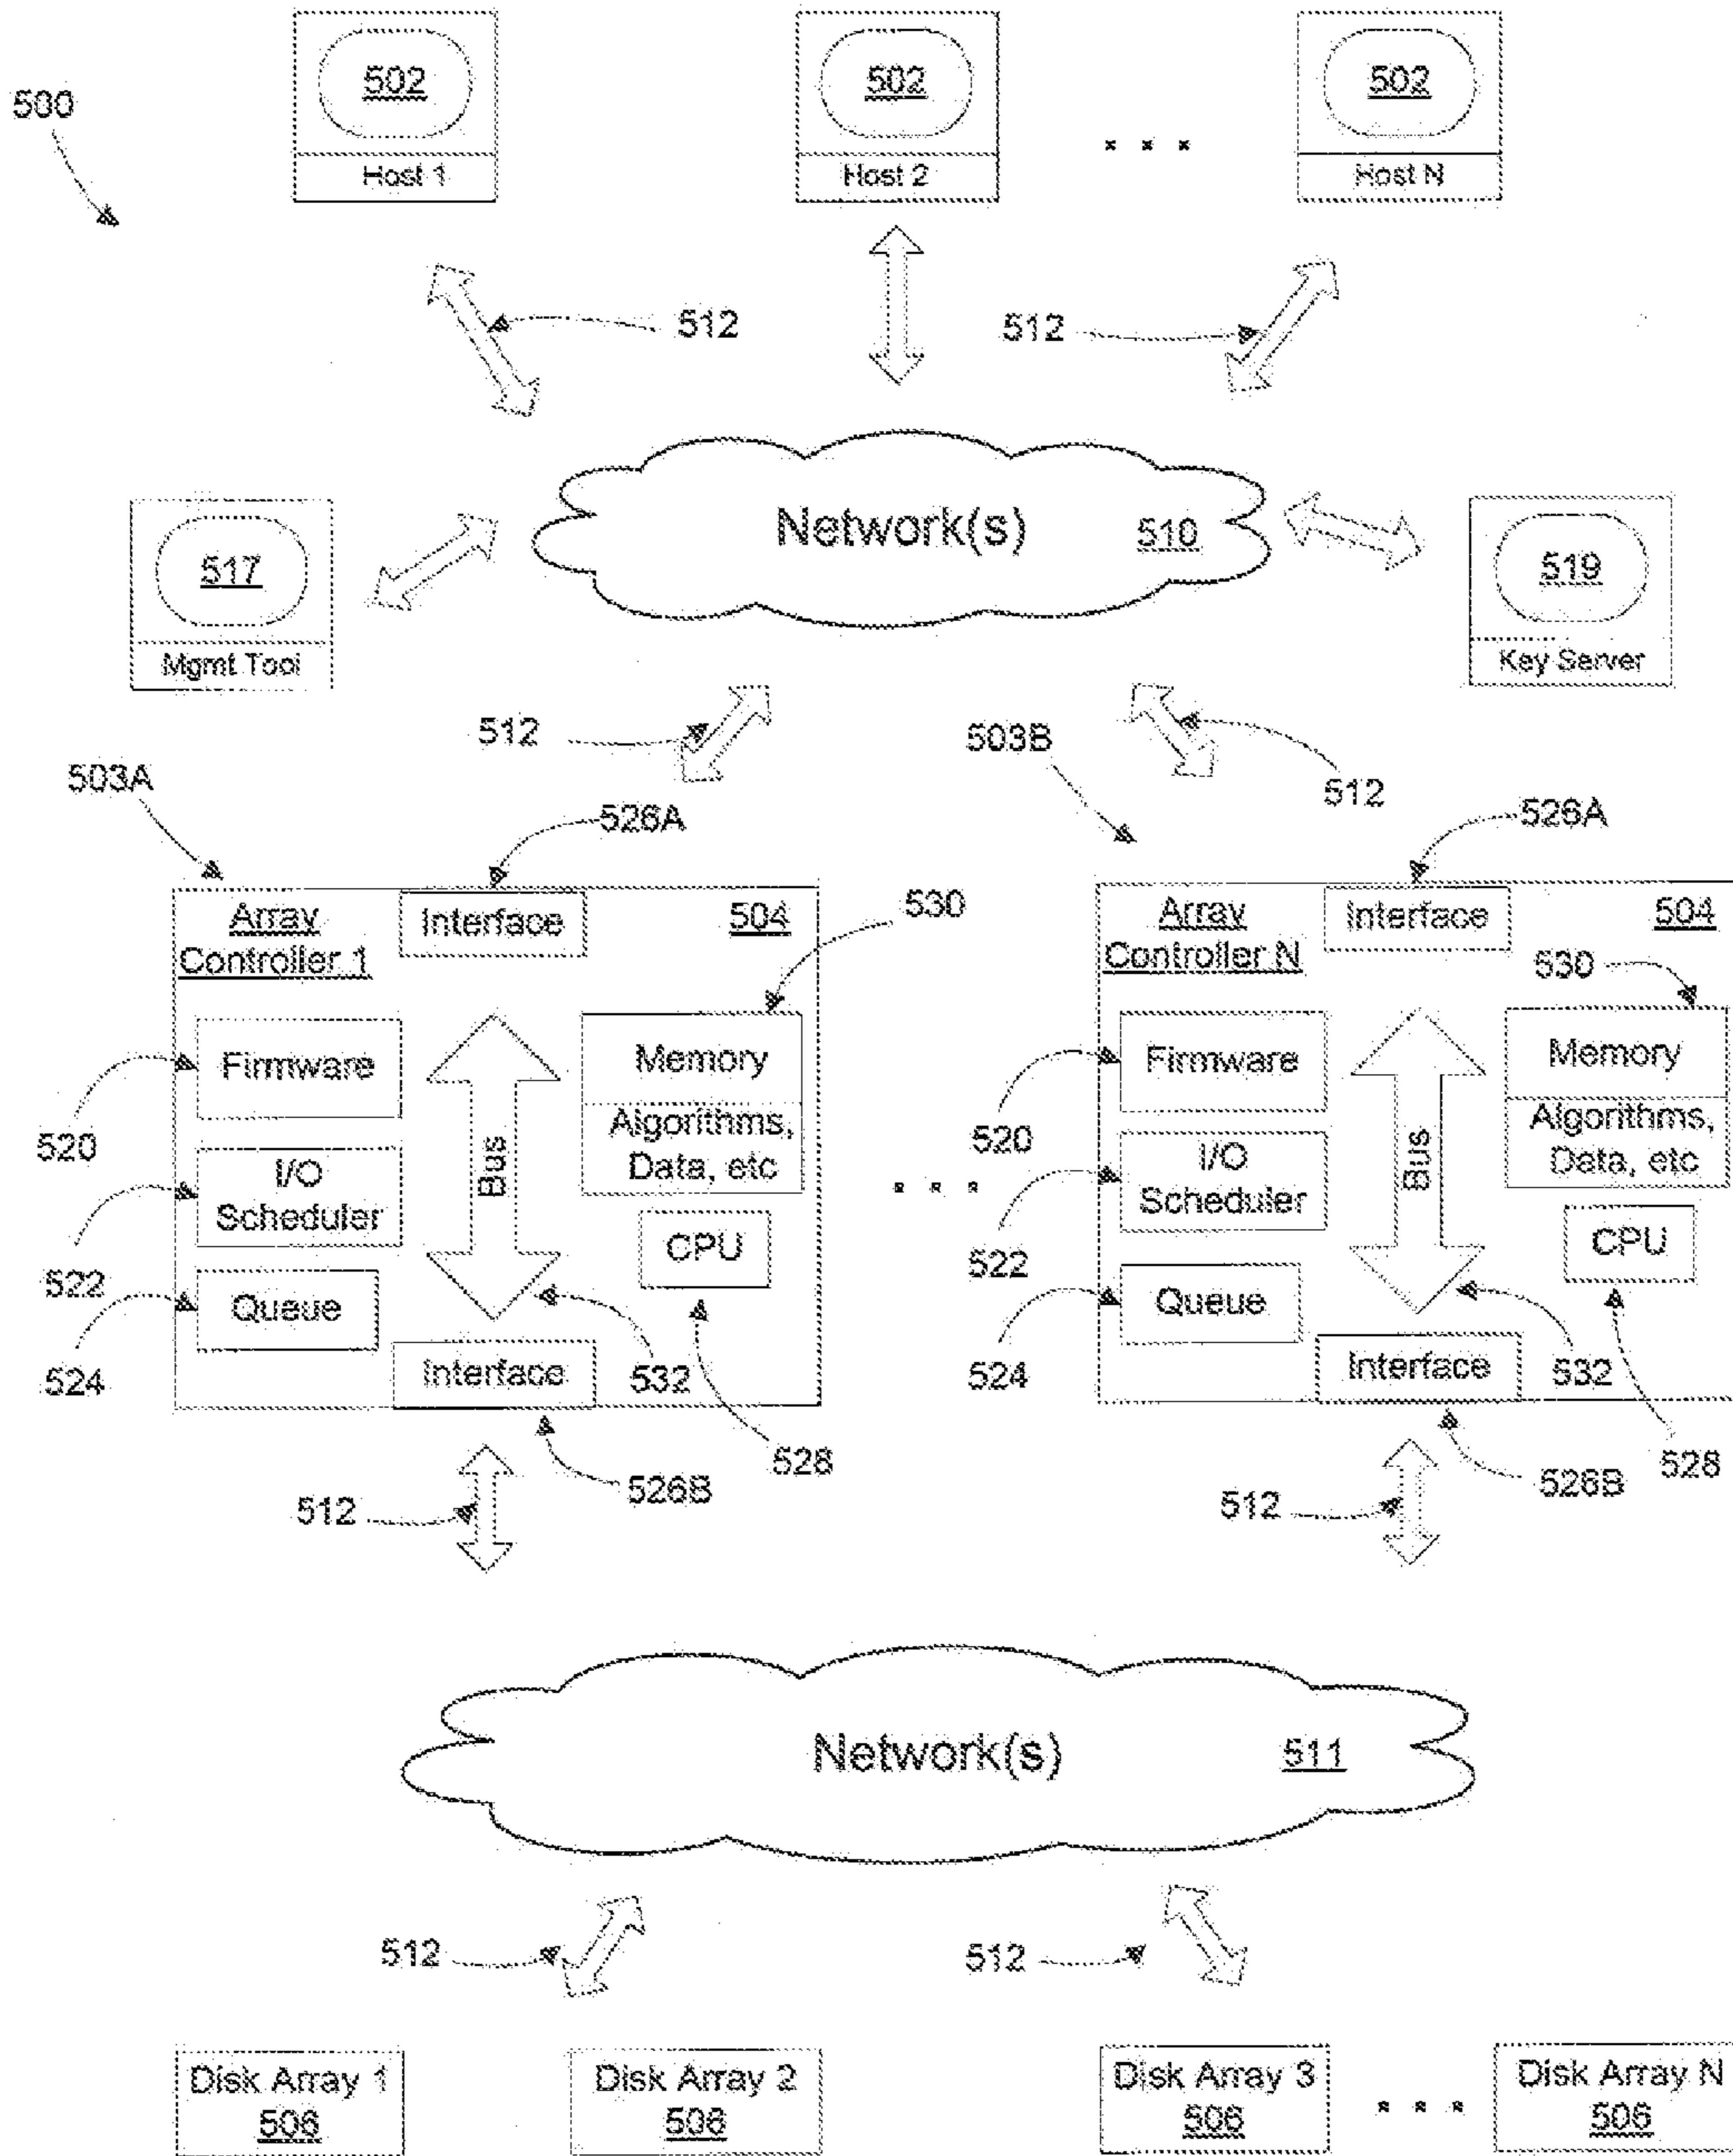 500
502
502
502
Host 1
Host 2
. . .
Host N
512
512
Network(s)
510
517
519
Mgmt Tool
Key Server
512
503B
512
503A
526A
526A
Array
Controller 1
Interface
504
530
Array
Controller N
Interface
504
530
Firmware
Memory
Firmware
Memory
520
Algorithms,
Data, etc
520
Algorithms,
Data, etc
I/O
Scheduler
Bus
. . .
I/O
Scheduler
Bus
522
CPU
522
CPU
Queue
Queue
524
Interface
532
524
Interface
532
528
528
512
526B
512
526B
Network(s)
511
512
512
Disk Array 1
506
Disk Array 2
506
Disk Array 3
506
. . .
Disk Array N
506